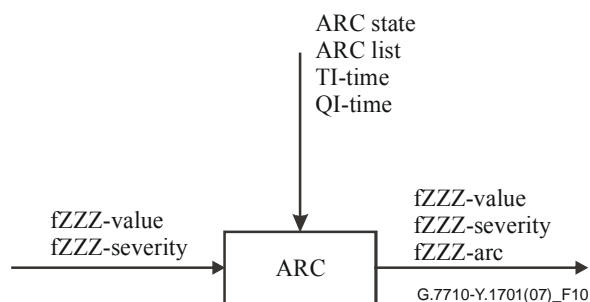 ARC state
ARC list
TI-time
QI-time
fZZZ-value
fZZZ-severity
ARC
fZZZ-value
fZZZ-severity
fZZZ-arc
G.7710-Y.1701(07)_F10